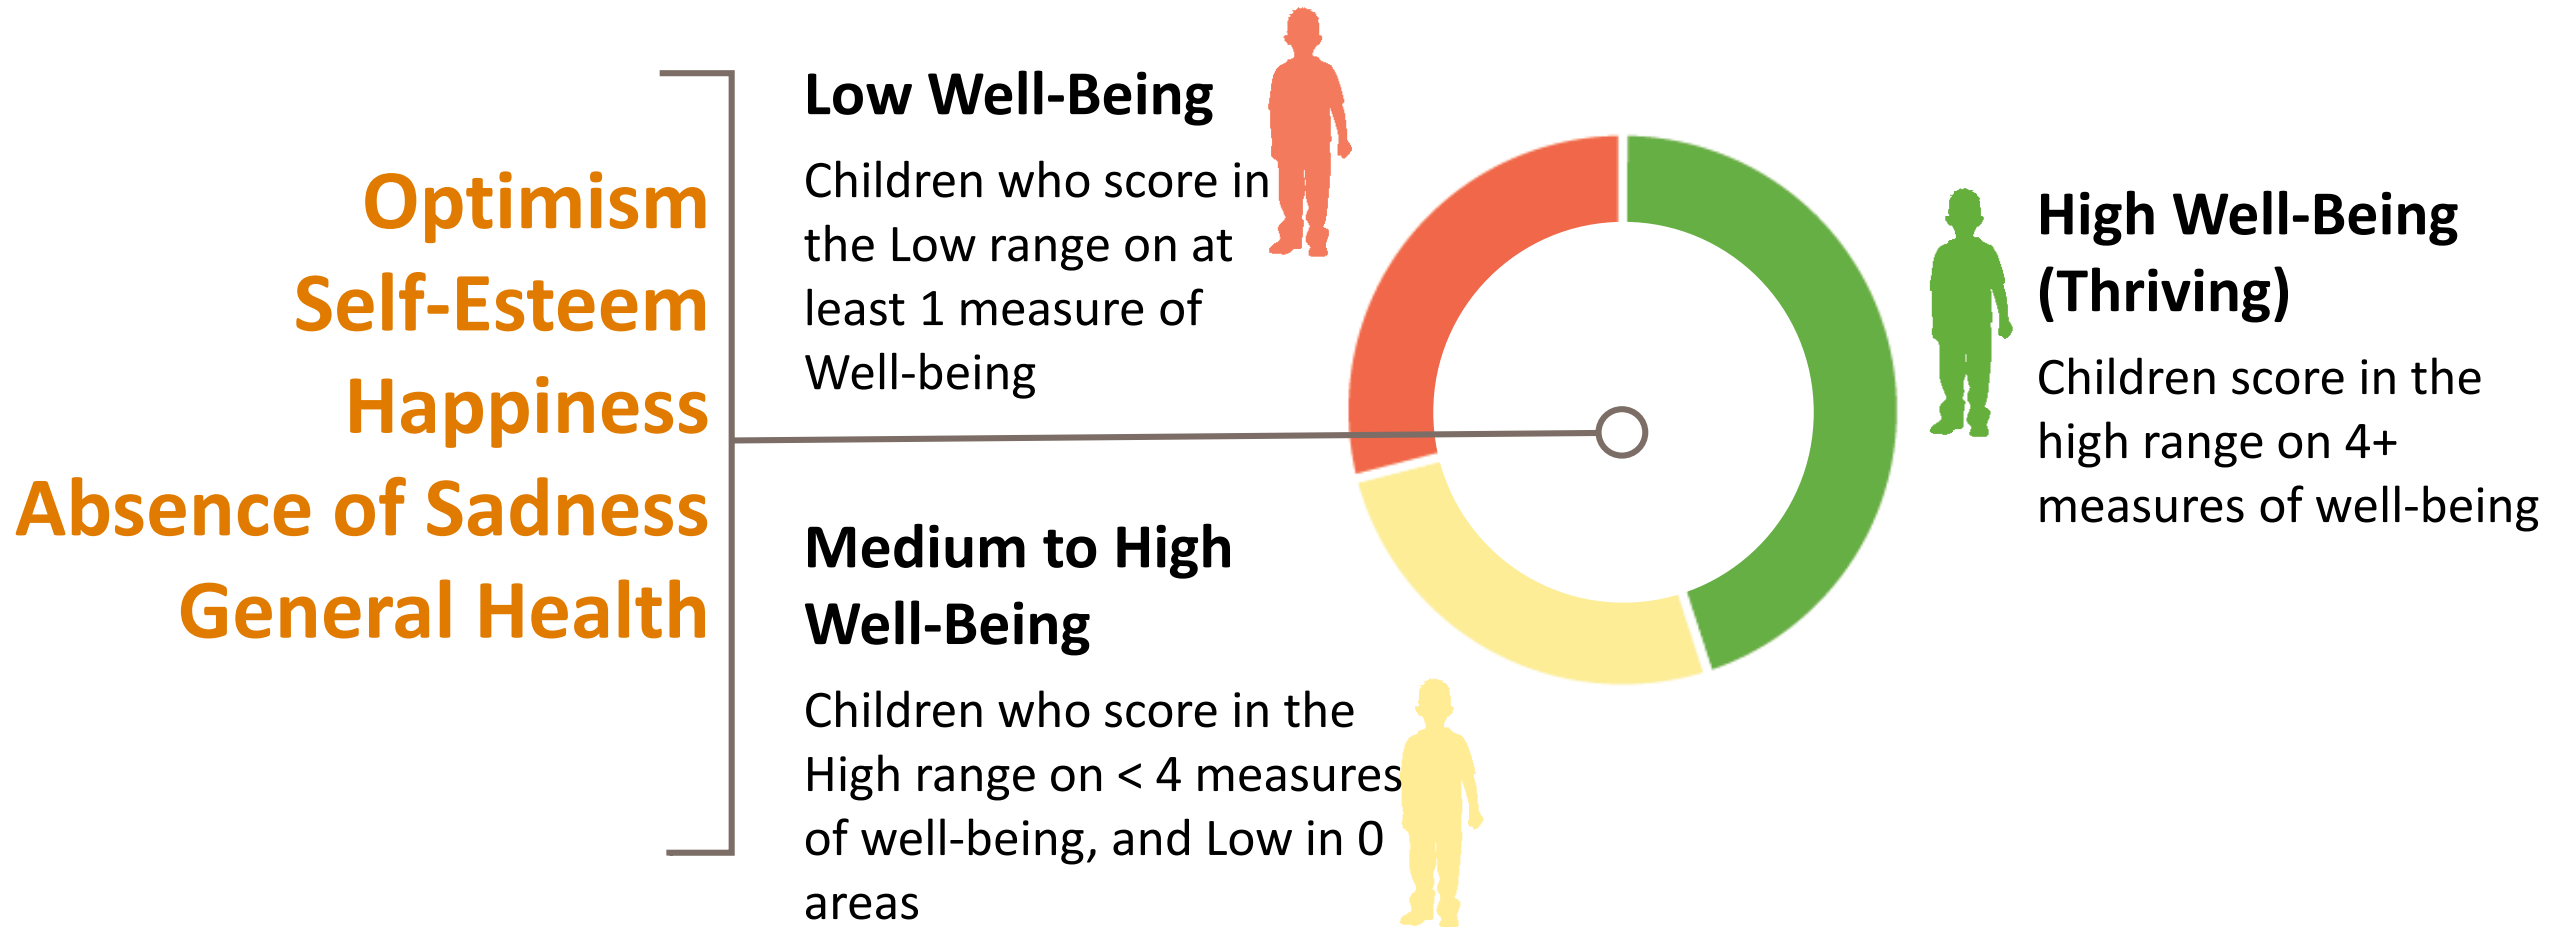 Optimism
Self-Esteem
Happiness
Absence of Sadness
General Health
Low Well-Being
Children who score in
the Low range on at
least 1 measure of
Well-being
Medium to High
Well-Being
Children who score in the
High range on < 4 measures
of well-being, and Low in 0
areas
High Well-Being
(Thriving)
Children score in the
high range on 4+
measures of well-being